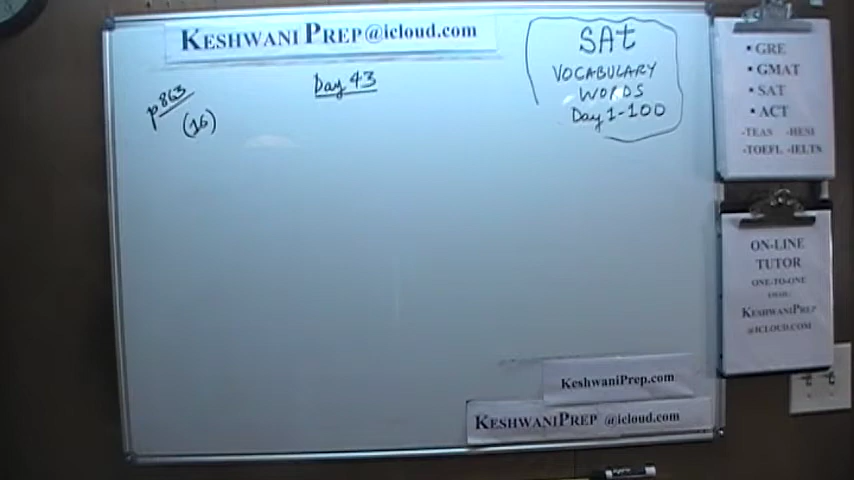 KESHWANI PREP@icloud.com
Day 43
p863
(16)
SAt
VOCABULARY
WORDS
Day 1-100
• GRE
• GMAT
• SAT
• ACT
-TEAS -HESI
-TOEFL -IELTS
ON-LINE
TUTOR
ONE-TO-ONE
KESHWANIPREP
@ICLOUD.COM
KeshwaniPrep.com
KESHWANIPREP @icloud.com